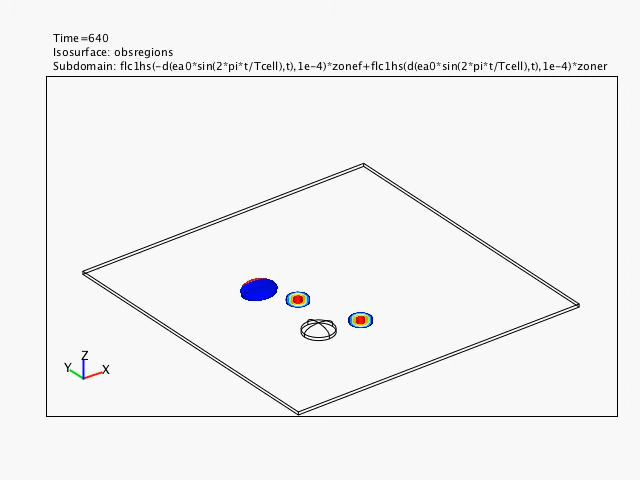 Time=640
Isosurface: obsregions
Subdomain: flc1hs(-d(ea0*sin(2*pi*t/Tcell),t),1e-4)*zonef+flc1hs(d(ea0*sin(2*pi*t/Tcell),t),1e-4)*zoner
Z
Y
X